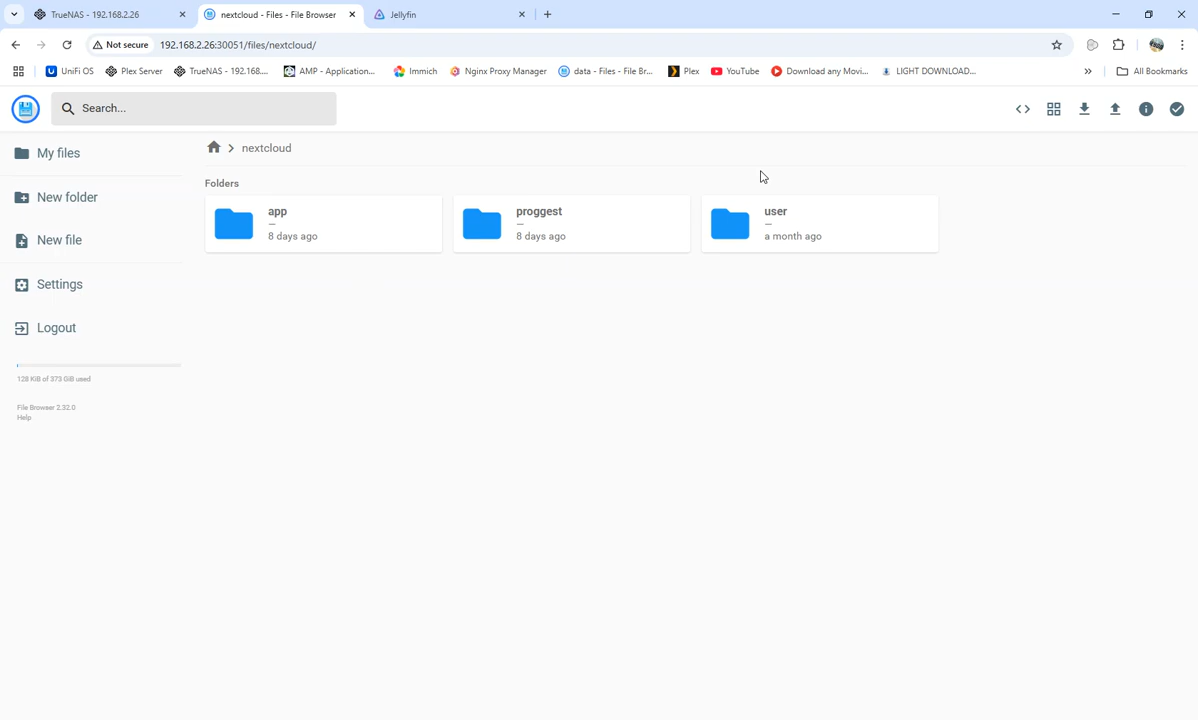 TrueNAS - 192.168.2.26
nextcloud - Files - File Browser
Jellyfin
Not secure
192.168.2.26:30051/files/nextcloud/
UniFi OS
Plex Server
TrueNAS - 192.168....
AMP - Application...
Immich
Nginx Proxy Manager
data - Files - File Br...
Plex
YouTube
Download any Movi...
LIGHT DOWNLOAD...
All Bookmarks
Search...
My files
New folder
New file
Settings
Logout
128 KiB of 373 GiB used
File Browser 2.32.0
Help
nextcloud
Folders
app
—
8 days ago
proggest
—
8 days ago
user
—
a month ago